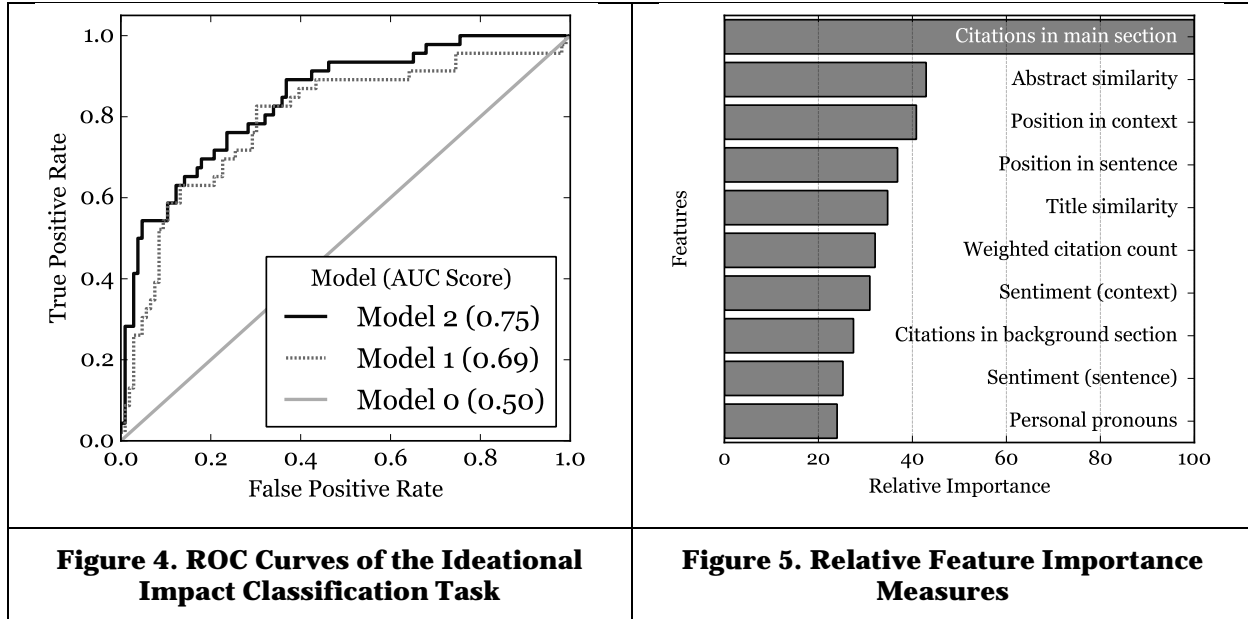 1.0
0.8
0.6
0.4
0.2
0.0
True Positive Rate
0.0 0.2 0.4 0.6 0.8 1.0
False Positive Rate
Model (AUC Score)
Model 2 (0.75)
Model 1 (0.69)
Model 0 (0.50)
Features
Citations in main section
Abstract similarity
Position in context
Position in sentence
Title similarity
Weighted citation count
Sentiment (context)
Citations in background section
Sentiment (sentence)
Personal pronouns
0 20 40 60 80 100
Relative Importance
Figure 4. ROC Curves of the Ideational
Impact Classification Task
Figure 5. Relative Feature Importance
Measures